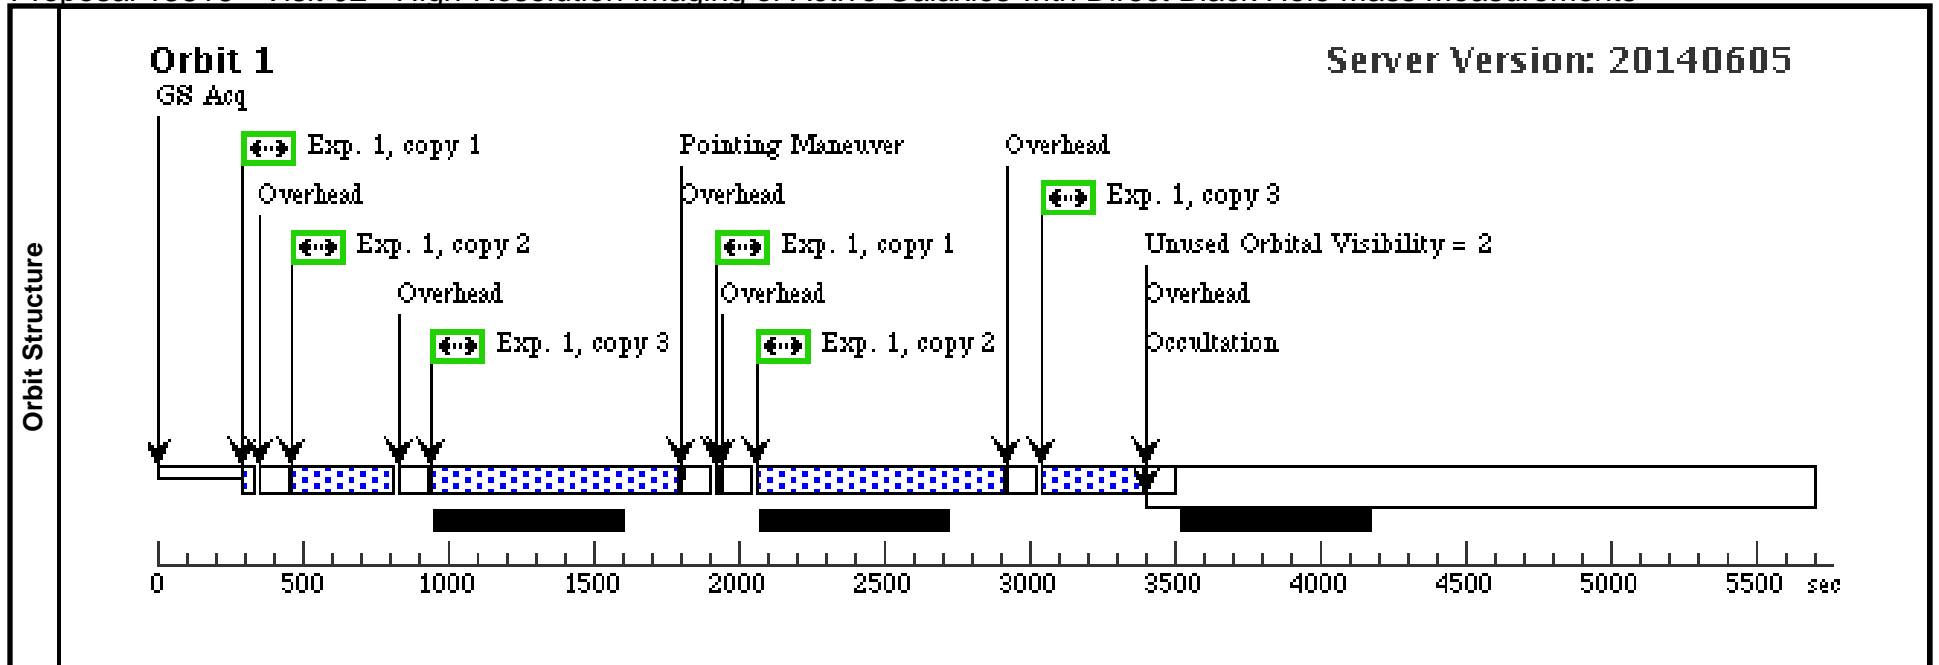 Orbit Structure
Orbit 1
Server Version: 20140605
GS Acq
Exp. 1, copy 1
Pointing Maneuver
Overhead
Overhead
Overhead
Exp. 1, copy 3
Exp. 1, copy 2
Exp. 1, copy 1
Unused Orbital Visibility = 2
Overhead
Overhead
Overhead
Exp. 1, copy 3
Exp. 1, copy 2
Occultation
0 500 1000 1500 2000 2500 3000 3500 4000 4500 5000 5500 sec